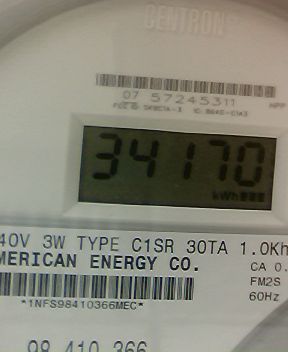 CENTRON®
07 57245311
34170
kWh
40V 3W TYPE C1SR 30TA 1.0Kh
MERICAN ENERGY CO.
CA 0.
FM2S
*1NFS98410366MEC*
60Hz
98 410 366